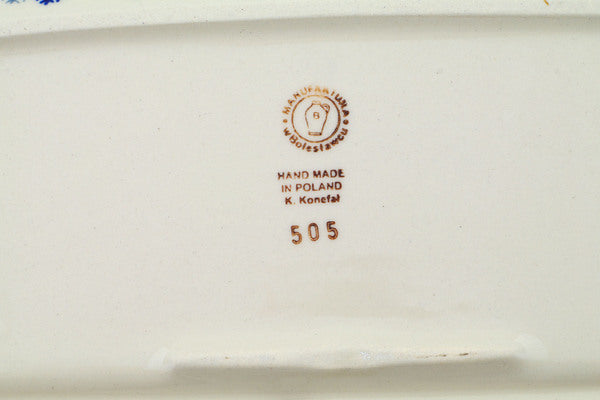 MANUFAKTURA
w Bolesławcu
B
HAND MADE
IN POLAND
K. Konefał
505